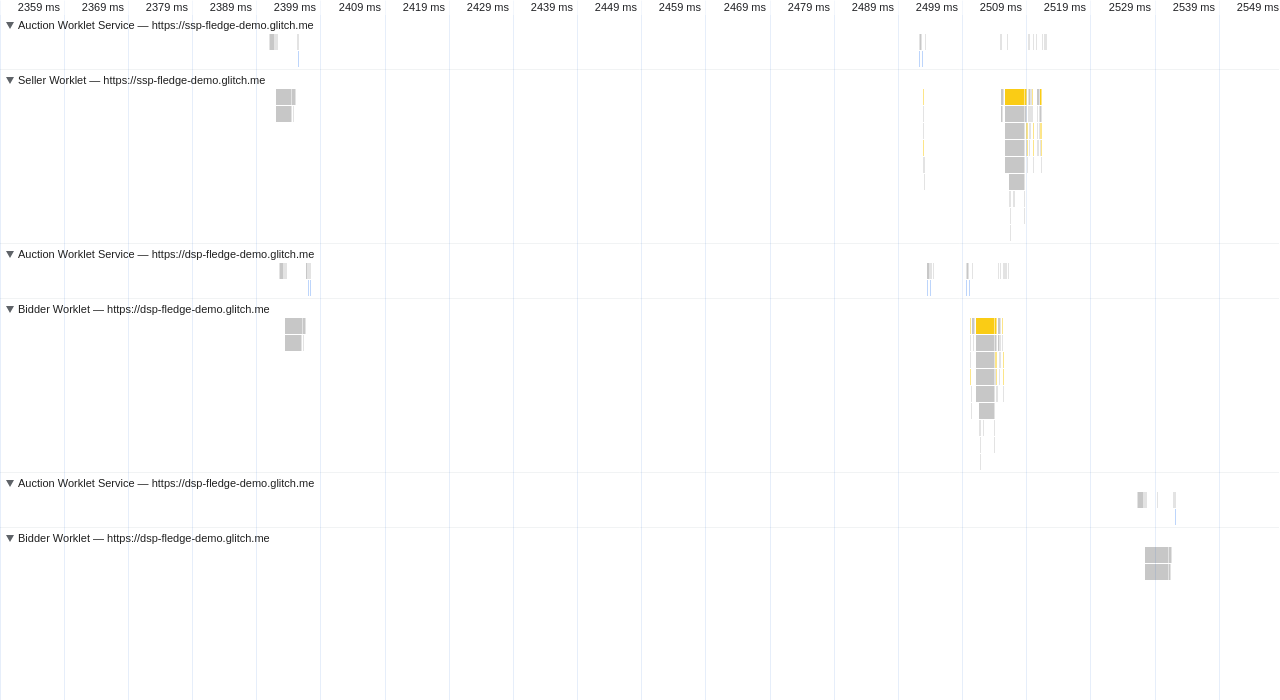 2359 ms 2369 ms 2379 ms 2389 ms 2399 ms 2409 ms 2419 ms 2429 ms 2439 ms 2449 ms 2459 ms 2469 ms 2479 ms 2489 ms 2499 ms 2509 ms 2519 ms 2529 ms 2539 ms 2549 ms
Auction Worklet Service — https://ssp-fledge-demo.glitch.me
Seller Worklet — https://ssp-fledge-demo.glitch.me
Auction Worklet Service — https://dsp-fledge-demo.glitch.me
Bidder Worklet — https://dsp-fledge-demo.glitch.me
Auction Worklet Service — https://dsp-fledge-demo.glitch.me
Bidder Worklet — https://dsp-fledge-demo.glitch.me